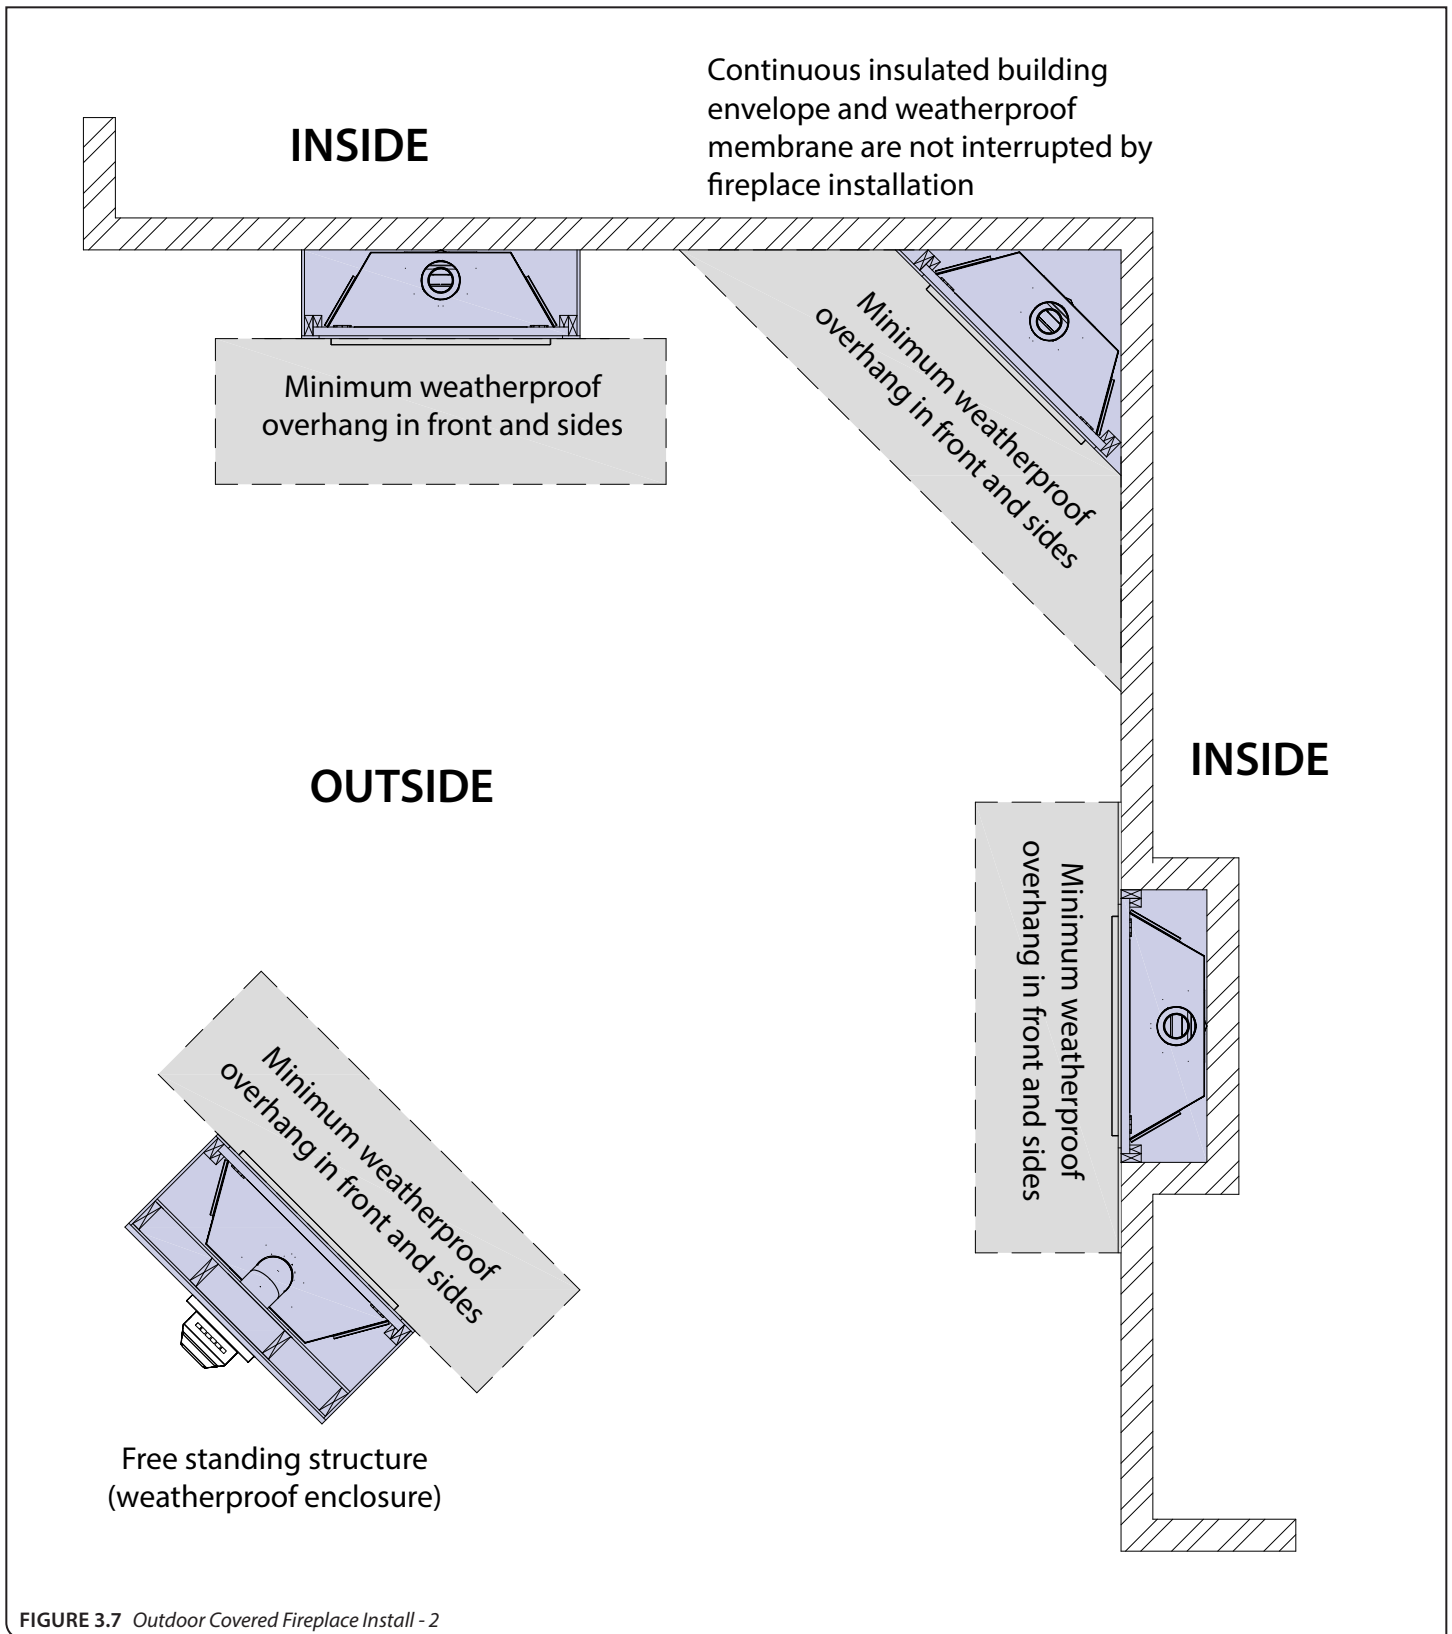 Continuous insulated building
envelope and weatherproof
membrane are not interrupted by
fireplace installation
INSIDE
Minimum weatherproof
overhang in front and sides
Minimum weatherproof
overhang in front and sides
INSIDE
OUTSIDE
Minimum weatherproof
overhang in front and sides
Minimum weatherproof
overhang in front and sides
Free standing structure
(weatherproof enclosure)
FIGURE 3.7 Outdoor Covered Fireplace Install - 2